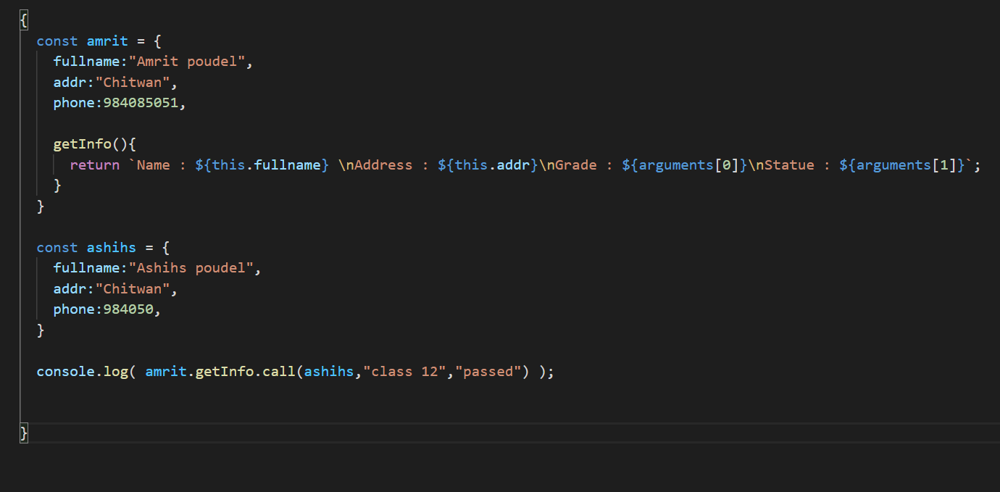 {
const amrit = {
fullname:"Amrit poudel",
addr:"Chitwan",
phone:984085051,
getInfo(){
return `Name : ${this.fullname} \nAddress : ${this.addr}\nGrade : ${arguments[0]}\nStatue : ${arguments[1]}`;
}
}
const ashihs = {
fullname:"Ashihs poudel",
addr:"Chitwan",
phone:984050,
}
console.log( amrit.getInfo.call(ashihs,"class 12","passed") );
}